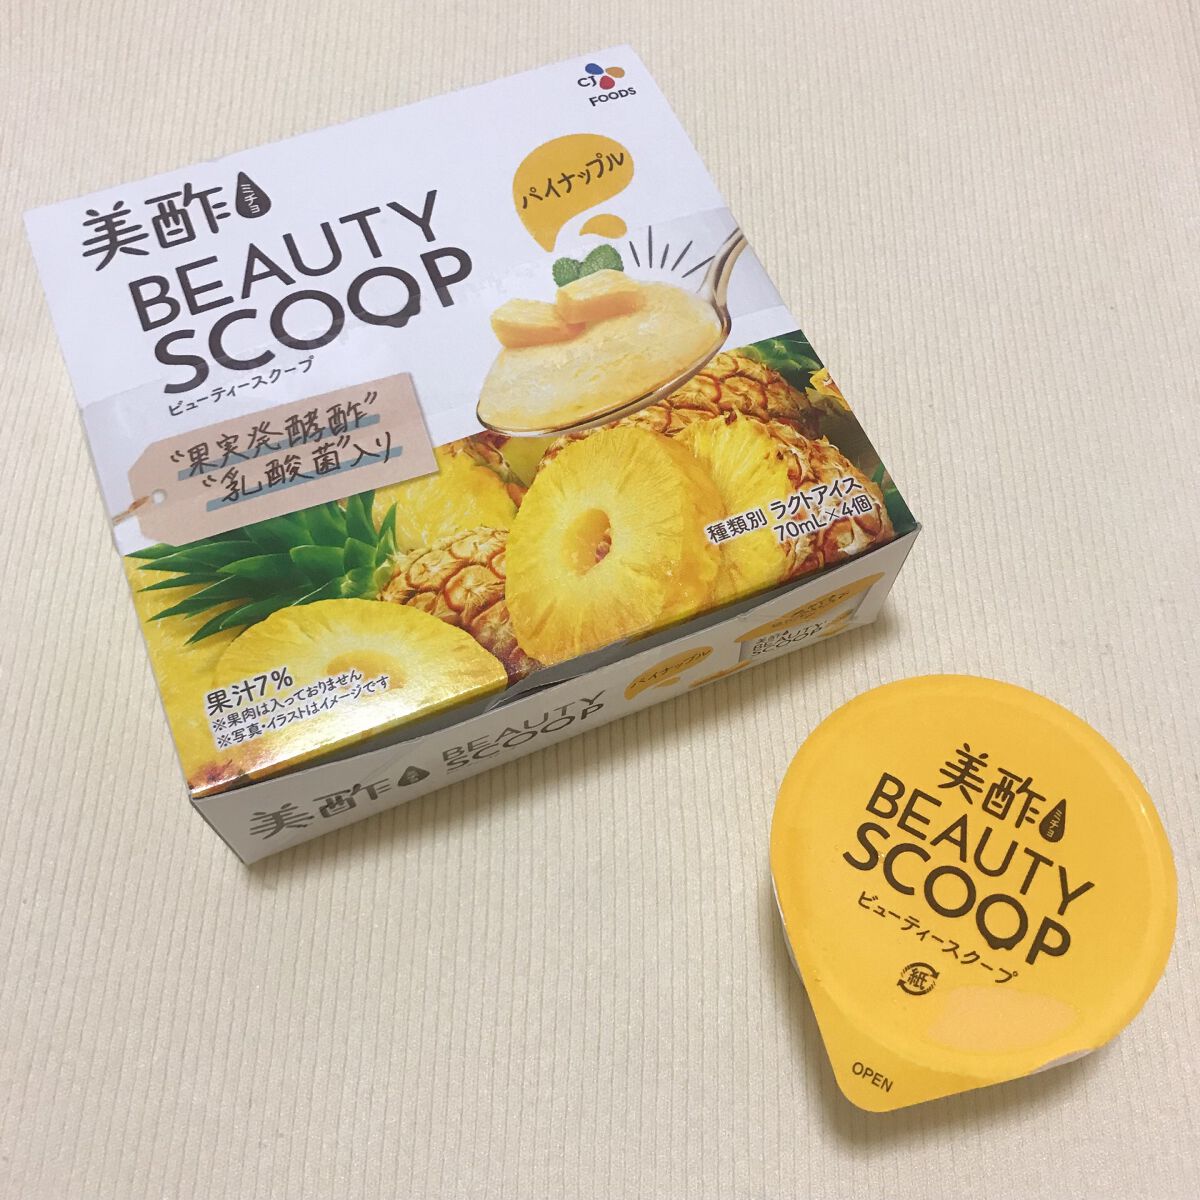 CJ
FOODS
美酢 ミチョ
BEAUTY
SCOOP
ビューティースクープ
パイナップル
“果実発酵酢”
“乳酸菌”入り
種類別 ラクトアイス
70mL×4個
果汁7%
※果肉は入っておりません
※写真・イラストはイメージです
美酢 ミチョ
BEAUTY
SCOOP
パイナップル
美酢
BEAUTY
SCOOP
美酢 ミチョ
BEAUTY
SCOOP
ビューティースクープ
紙
OPEN